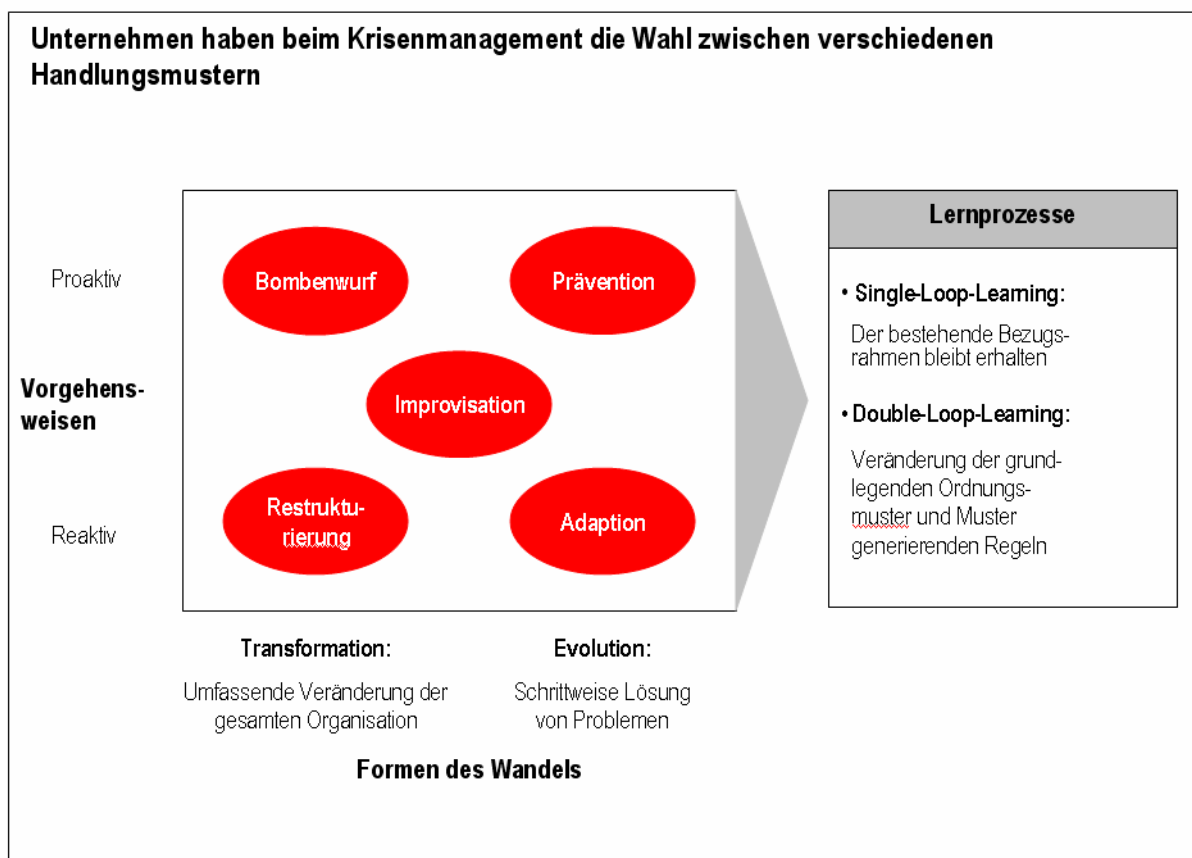 Unternehmen haben beim Krisenmanagement die Wahl zwischen verschiedenen
Handlungsmustern
Proaktiv
Vorgehens-
weisen
Reaktiv
Bombenwurf
Prävention
Improvisation
Restruktu-
rierung
Adaption
Transformation:
Umfassende Veränderung der
gesamten Organisation
Evolution:
Schrittweise Lösung
von Problemen
Formen des Wandels
Lernprozesse
• Single-Loop-Learning:
Der bestehende Bezugs-
rahmen bleibt erhalten
• Double-Loop-Learning:
Veränderung der grund-
legenden Ordnungs-
muster und Muster
generierenden Regeln